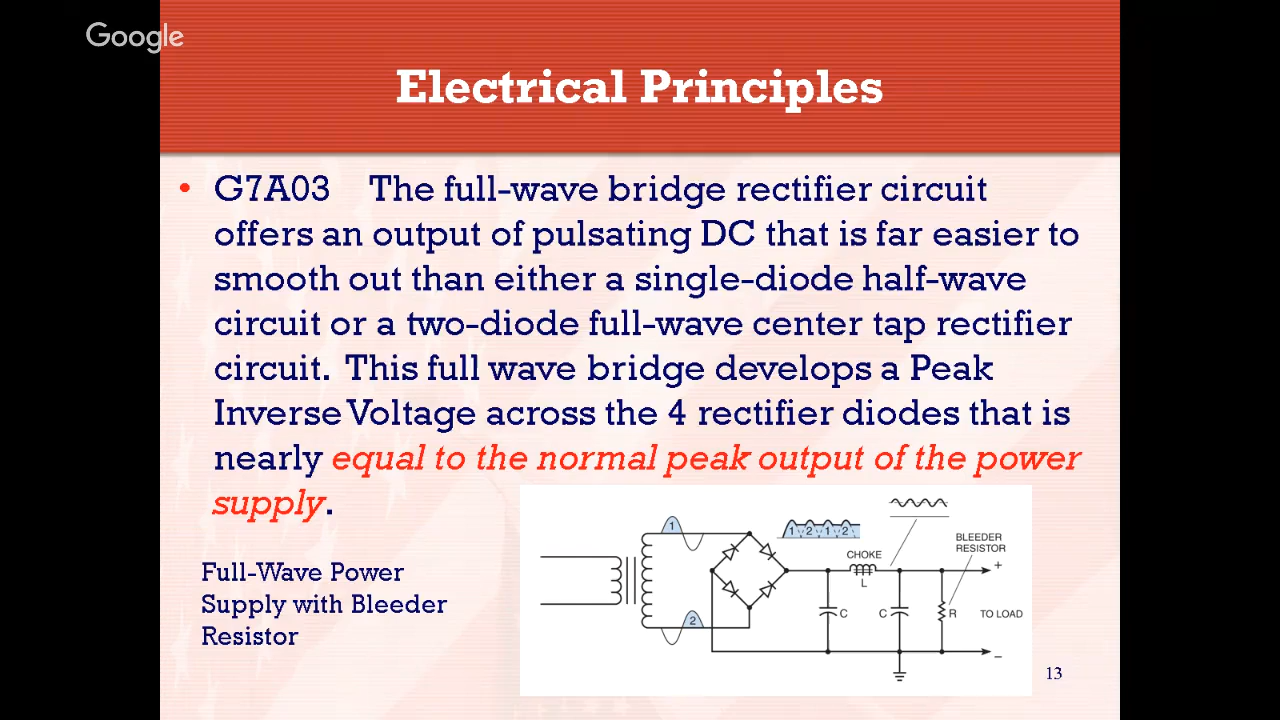 Google
Electrical Principles
• G7A03 The full-wave bridge rectifier circuit
offers an output of pulsating DC that is far easier to
smooth out than either a single-diode half-wave
circuit or a two-diode full-wave center tap rectifier
circuit. This full wave bridge develops a Peak
Inverse Voltage across the 4 rectifier diodes that is
nearly equal to the normal peak output of the power
supply.
Full-Wave Power
Supply with Bleeder
Resistor
1
1 2 1 2
CHOKE
L
BLEEDER
RESISTOR
+
2
C
C
R
TO LOAD
–
13